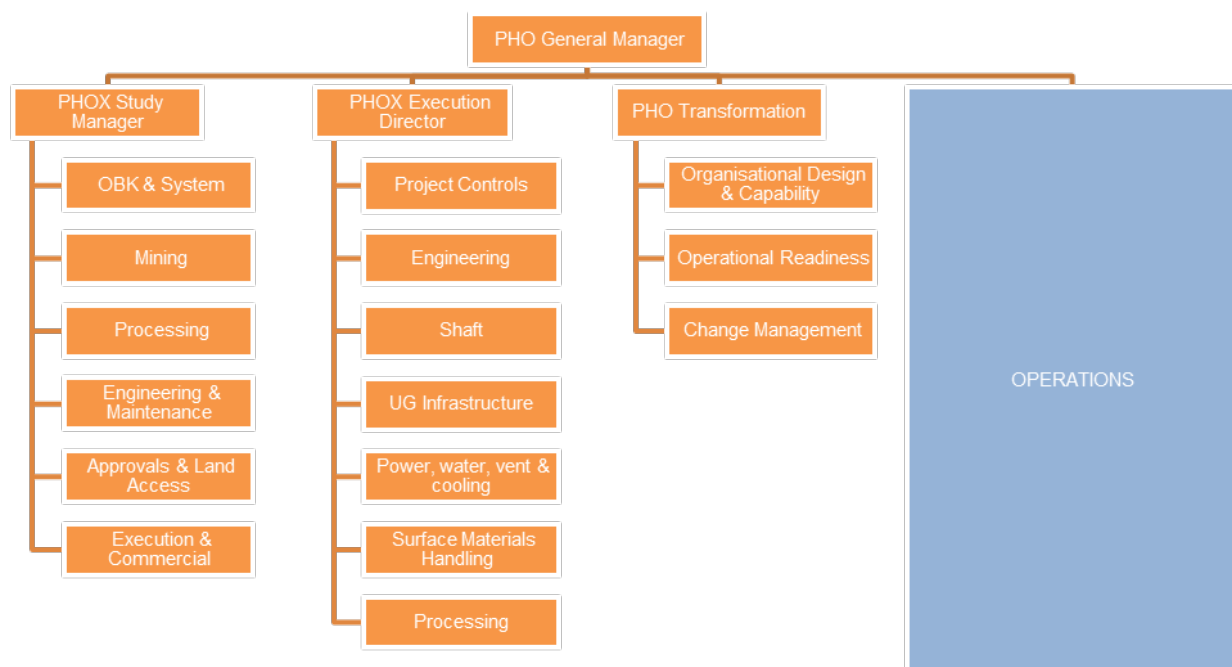 PHO General Manager
PHOX Study
Manager
OBK & System
Mining
Processing
Engineering &
Maintenance
Approvals & Land
Access
Execution &
Commercial
PHOX Execution
Director
Project Controls
Engineering
Shaft
UG Infrastructure
Power, water, vent &
cooling
Surface Materials
Handling
Processing
PHO Transformation
Organisational Design
& Capability
Operational Readiness
Change Management
OPERATIONS